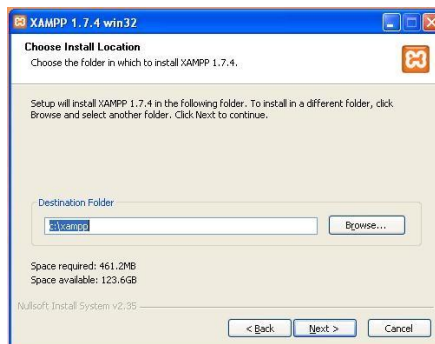 XAMPP 1.7.4 win32
Choose Install Location
Choose the folder in which to install XAMPP 1.7.4.
Setup will install XAMPP 1.7.4 in the following folder. To install in a different folder, click
Browse and select another folder. Click Next to continue.
Destination Folder
c:\xampp
Browse...
Space required: 461.2MB
Space available: 123.6GB
Nullsoft Install System v2.35
< Back
Next >
Cancel